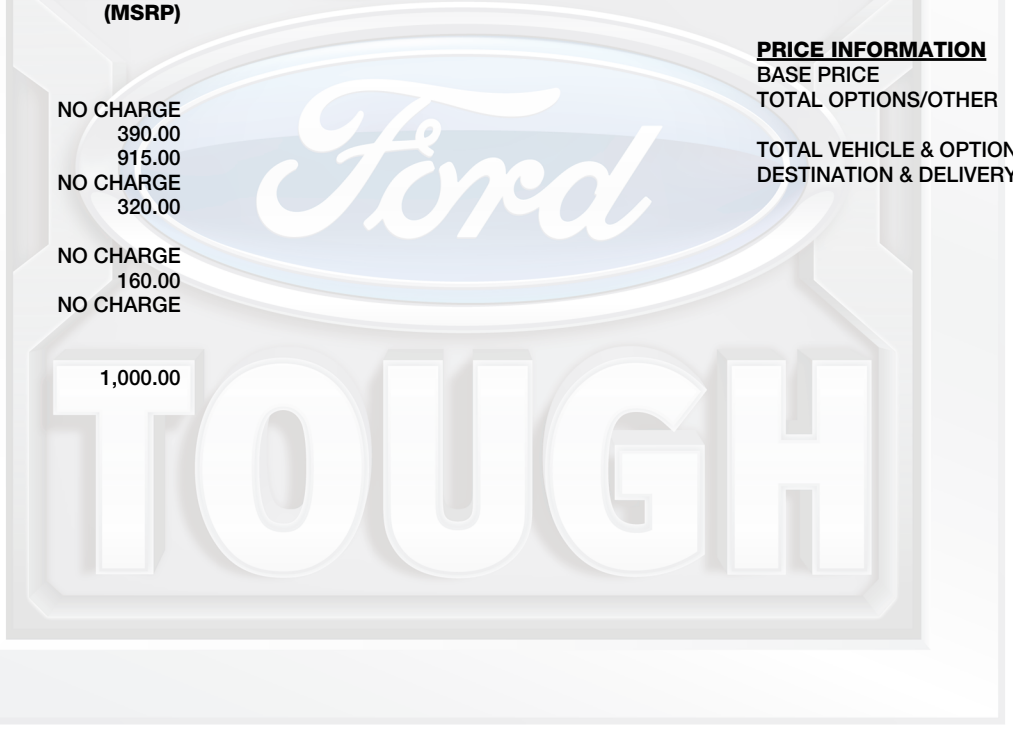 (MSRP)
NO CHARGE
390.00
915.00
NO CHARGE
320.00
NO CHARGE
160.00
NO CHARGE
1,000.00
PRICE INFORMATION
BASE PRICE
TOTAL OPTIONS/OTHER
TOTAL VEHICLE & OPTION
DESTINATION & DELIVERY
Ford
TOUGH